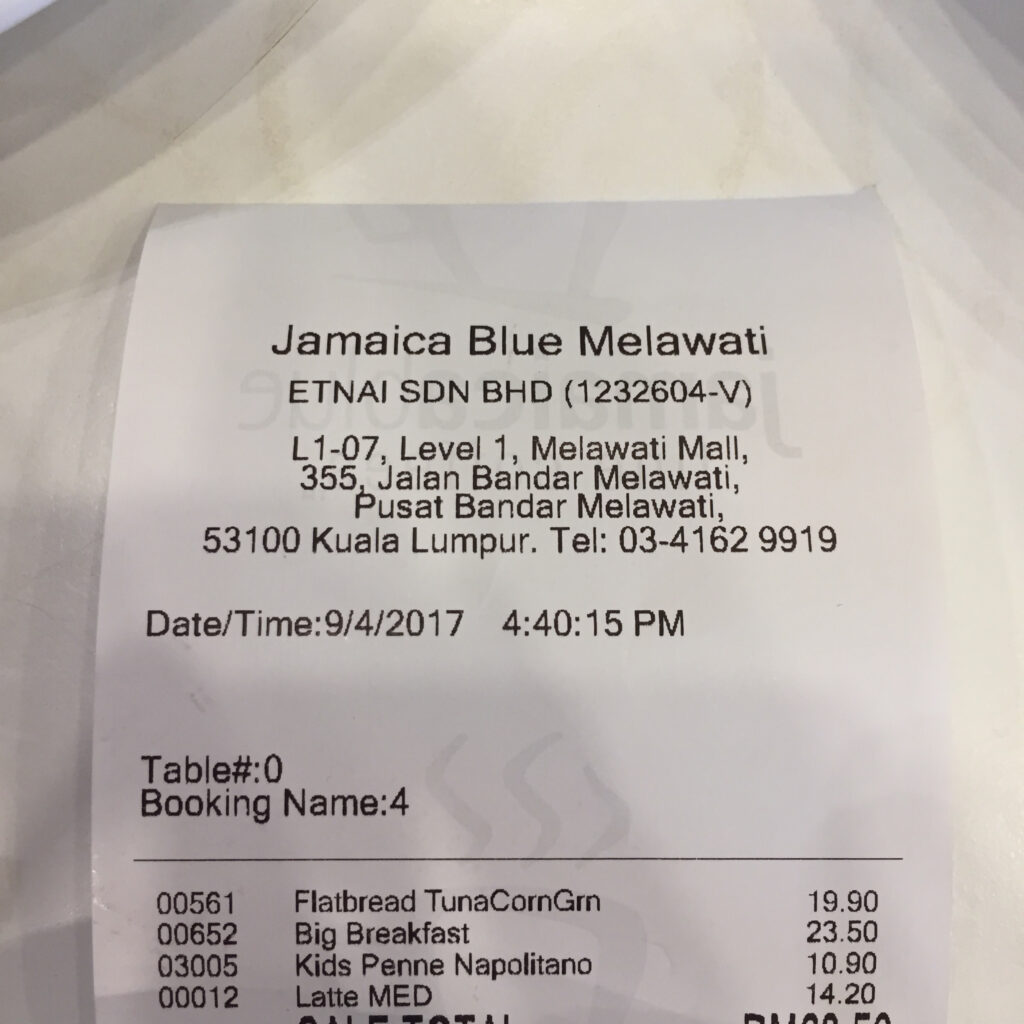 Jamaica Blue Melawati
ETNAI SDN BHD (1232604-V)
L1-07, Level 1, Melawati Mall,
355, Jalan Bandar Melawati,
Pusat Bandar Melawati,
53100 Kuala Lumpur. Tel: 03-4162 9919
Date/Time:9/4/2017 4:40:15 PM
Table#:0
Booking Name:4
00561 Flatbread TunaCornGrn 19.90
00652 Big Breakfast 23.50
03005 Kids Penne Napolitano 10.90
00012 Latte MED 14.20
SALE TOTAL